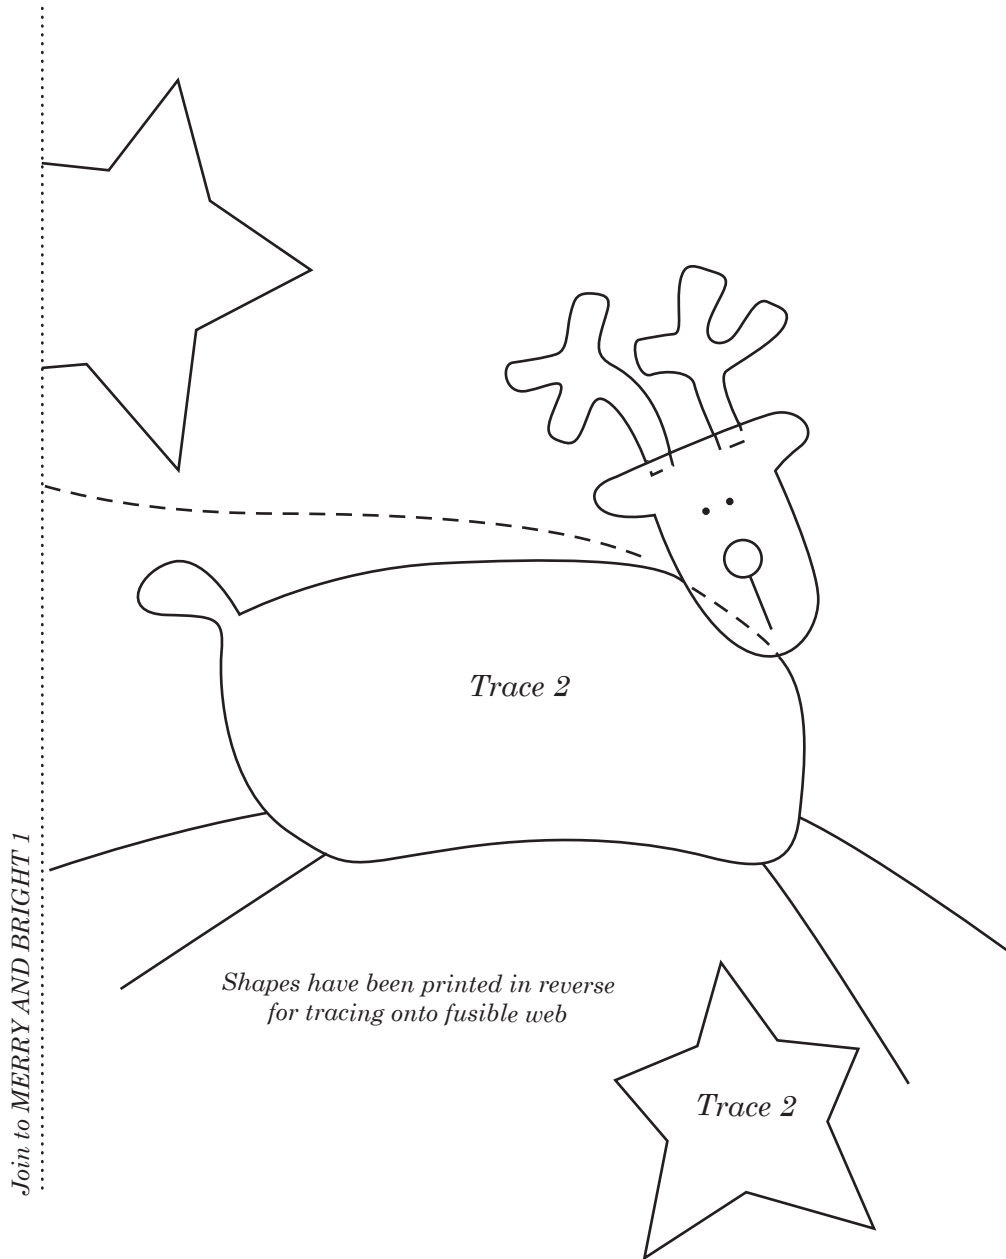 Join to MERRY AND BRIGHT 1
Trace 2
Shapes have been printed in reverse
for tracing onto fusible web
Trace 2